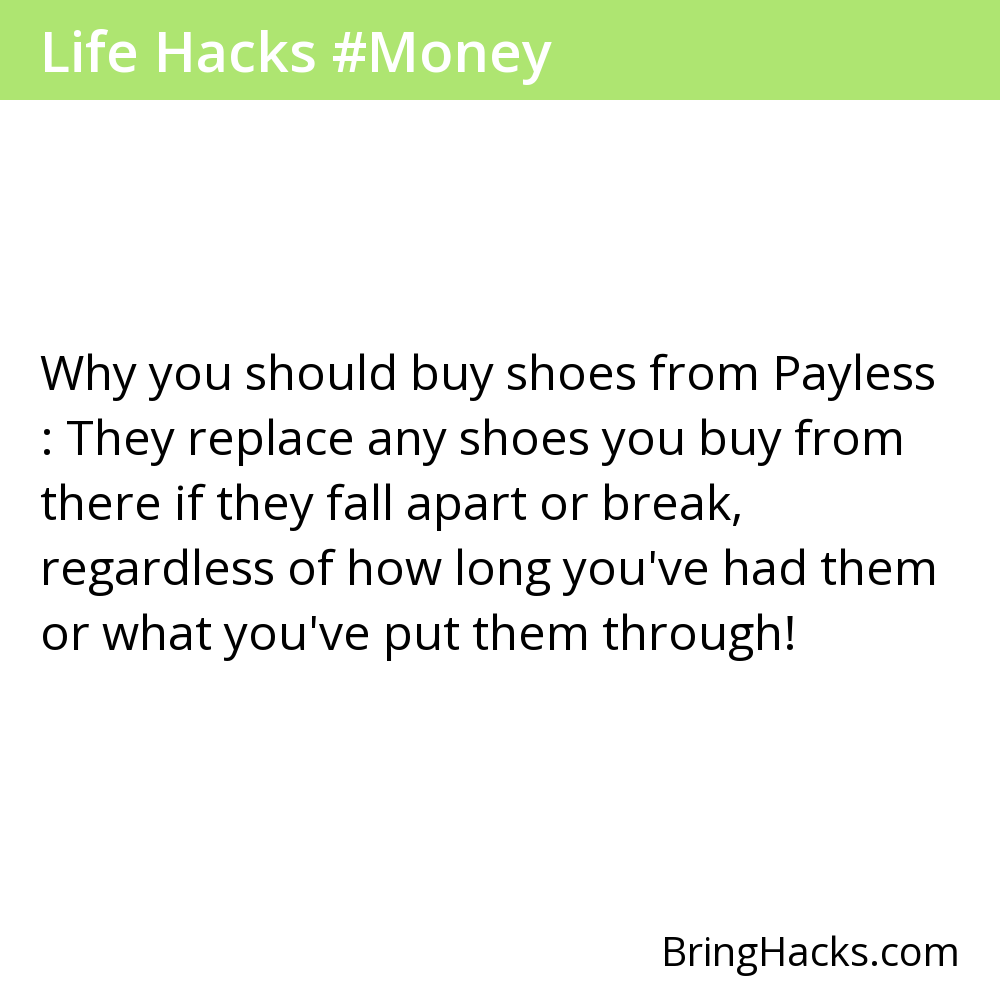 Life Hacks #Money
Why you should buy shoes from Payless
: They replace any shoes you buy from
there if they fall apart or break,
regardless of how long you've had them
or what you've put them through!
BringHacks.com